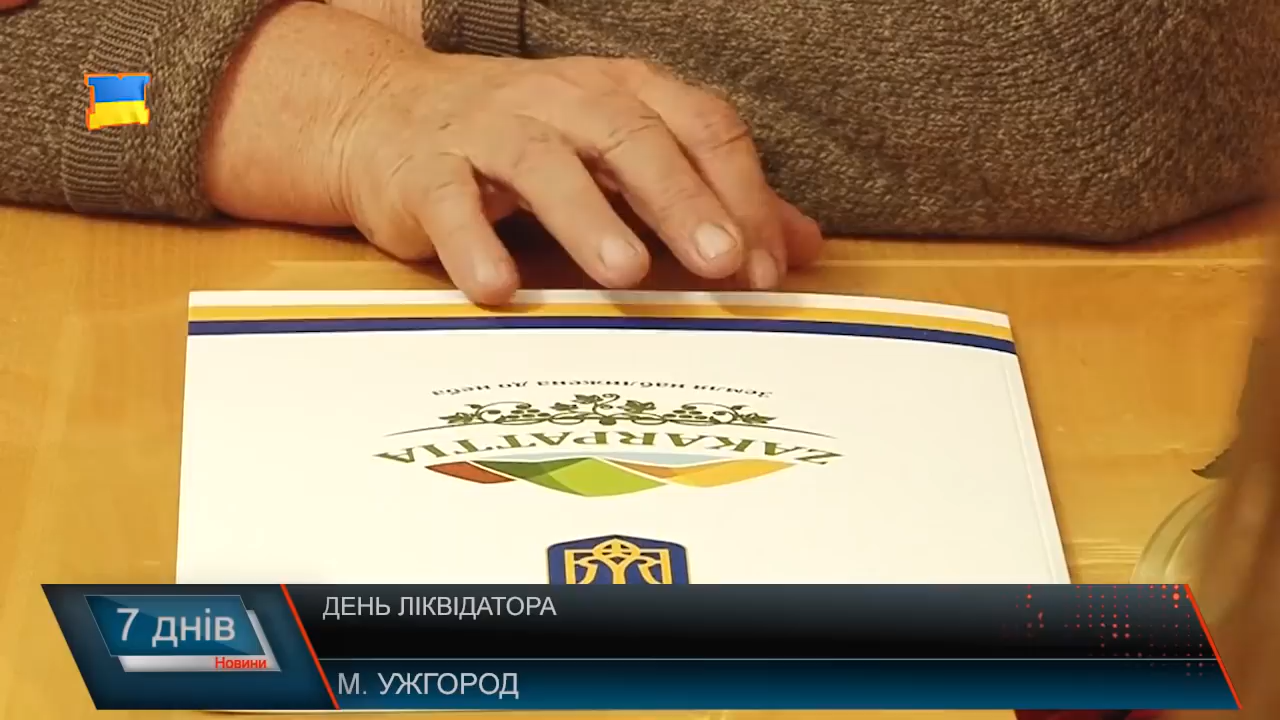 Земля наближена до неба
ZAKARPATTIA
7 днів
Новини
ДЕНЬ ЛІКВІДАТОРА
М. УЖГОРОД